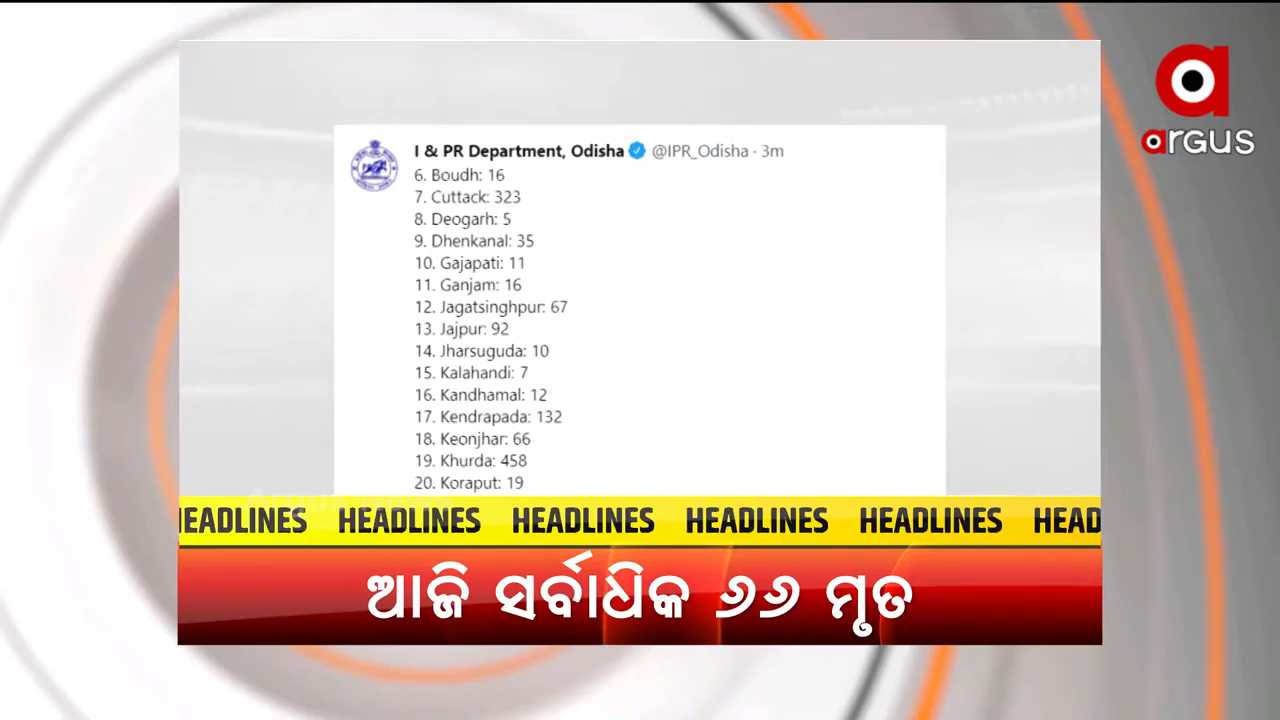 argus
I & PR Department, Odisha @IPR_Odisha · 3m
6. Boudh: 16
7. Cuttack: 323
8. Deogarh: 5
9. Dhenkanal: 35
10. Gajapati: 11
11. Ganjam: 16
12. Jagatsinghpur: 67
13. Jajpur: 92
14. Jharsuguda: 10
15. Kalahandi: 7
16. Kandhamal: 12
17. Kendrapada: 132
18. Keonjhar: 66
19. Khurda: 458
20. Koraput: 19
HEADLINES HEADLINES HEADLINES HEADLINES HEADLINES HEAD
ଆଜି ସର୍ବାଧିକ ୬୬ ମୃତ